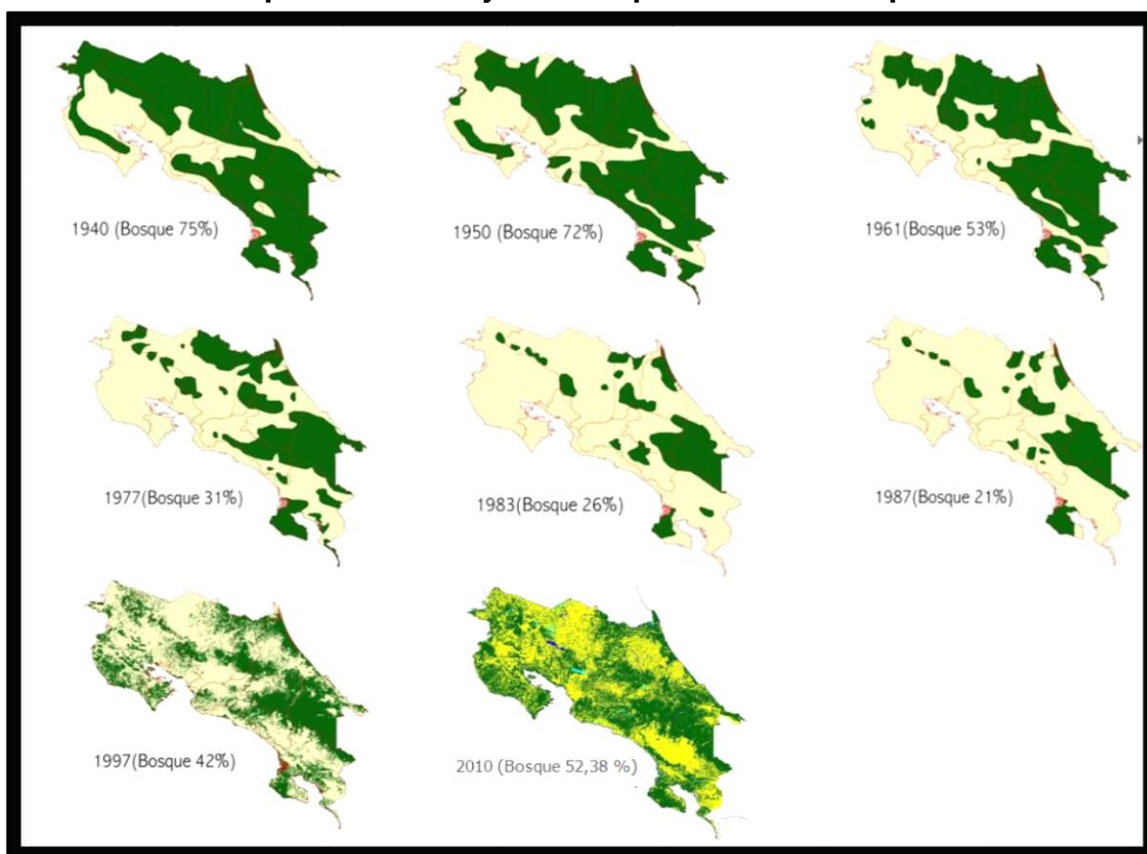 1940 (Bosque 75%)
1950 (Bosque 72%)
1961(Bosque 53%)
1977(Bosque 31%)
1983(Bosque 26%)
1987(Bosque 21%)
1997(Bosque 42%)
2010 (Bosque 52,38 %)